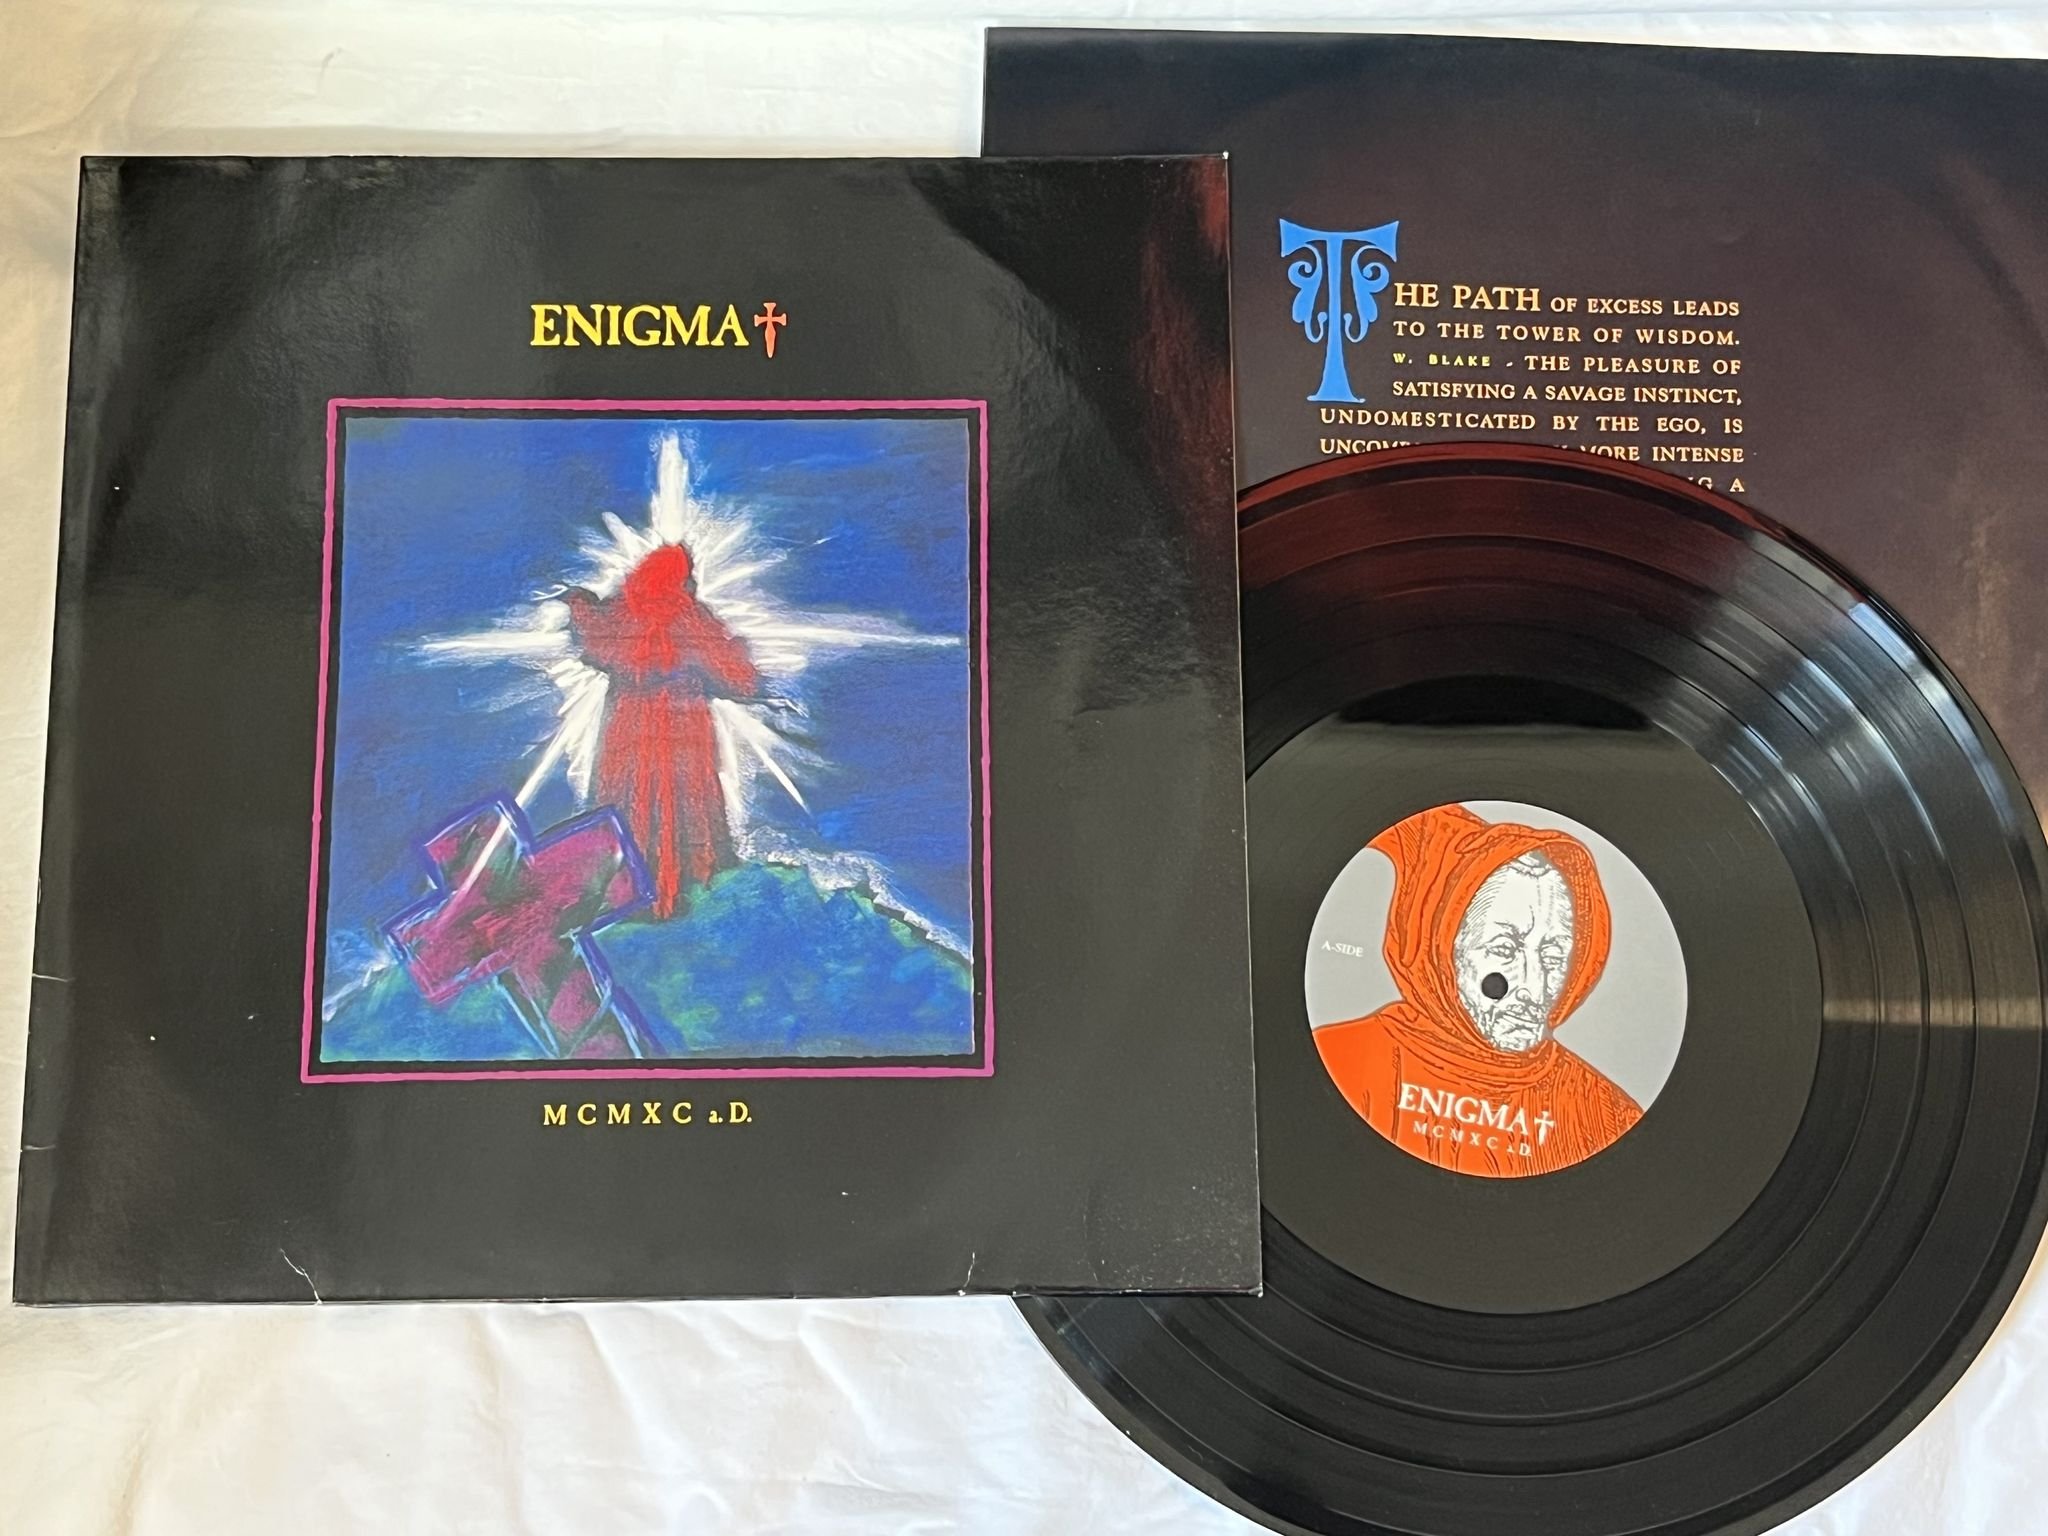 ENIGMA†
MCMXC a.D.
THE PATH OF EXCESS LEADS
TO THE TOWER OF WISDOM.
W. BLAKE - THE PLEASURE OF
SATISFYING A SAVAGE INSTINCT,
UNDOMESTICATED BY THE EGO, IS
MORE INTENSE
A
A-SIDE
ENIGMA†
MCMXC a.D.